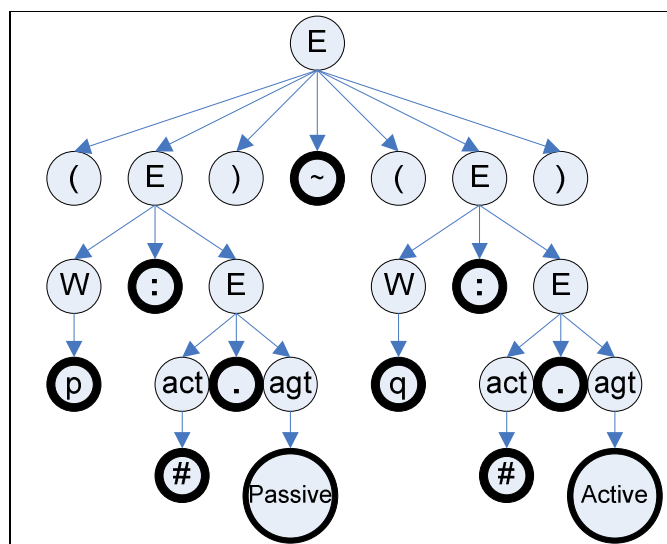 E
( E ) ~ ( E )
W : E W : E
p act . agt q act . agt
# Passive # Active